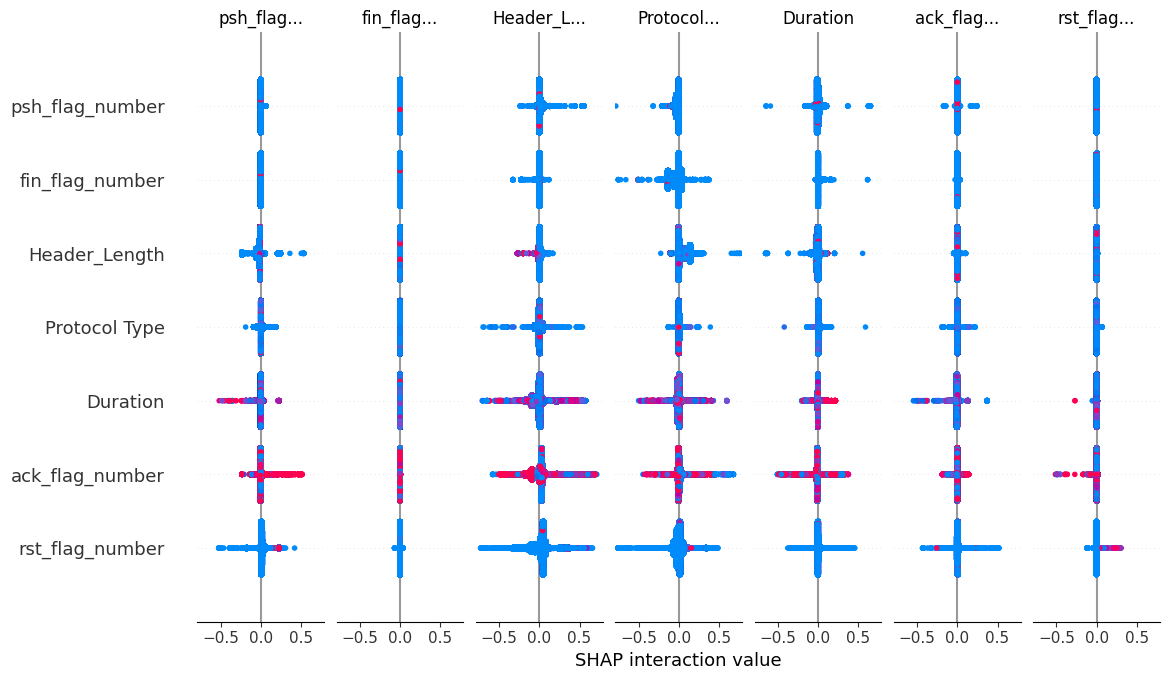 psh_flag... fin_flag... Header_L... Protocol... Duration ack_flag... rst_flag...
psh_flag_number
fin_flag_number
Header_Length
Protocol Type
Duration
ack_flag_number
rst_flag_number
−0.5 0.0 0.5 −0.5 0.0 0.5 −0.5 0.0 0.5 −0.5 0.0 0.5 −0.5 0.0 0.5 −0.5 0.0 0.5 −0.5 0.0 0.5
SHAP interaction value